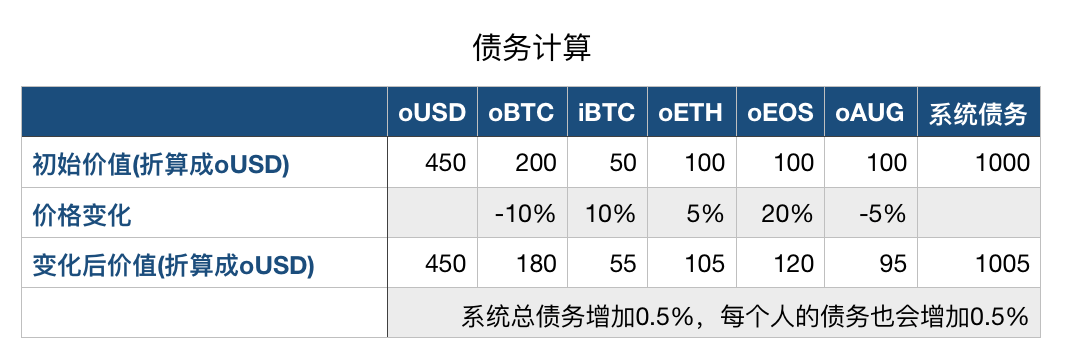 债务计算
oUSD oBTC iBTC oETH oEOS oAUG 系统债务
初始价值(折算成oUSD) 450 200 50 100 100 100 1000
价格变化 -10% 10% 5% 20% -5%
变化后价值(折算成oUSD) 450 180 55 105 120 95 1005
系统总债务增加0.5%，每个人的债务也会增加0.5%